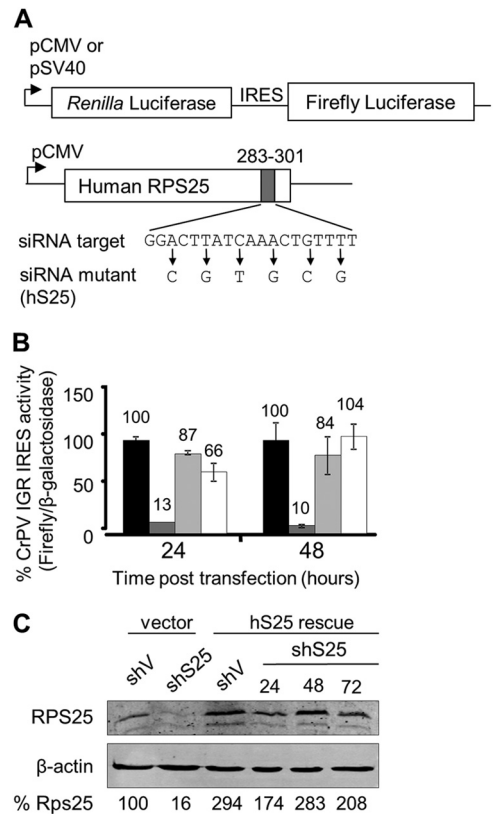 A
pCMV or
pSV40
Renilla Luciferase
IRES
Firefly Luciferase
pCMV
283-301
Human RPS25
siRNA target
GGACTTATCAAACTGTTTT
siRNA mutant
C G T G C G
(hS25)
B
% CrPV IGR IRES activity
(Firefly/β-galactosidase)
150
100
50
0
100
13
87
66
100
10
84
104
24
48
Time post transfection (hours)
C
vector
hS25 rescue
shS25
shV
shS25
shV
24
48
72
RPS25
β-actin
% Rps25
100
16
294
174
283
208